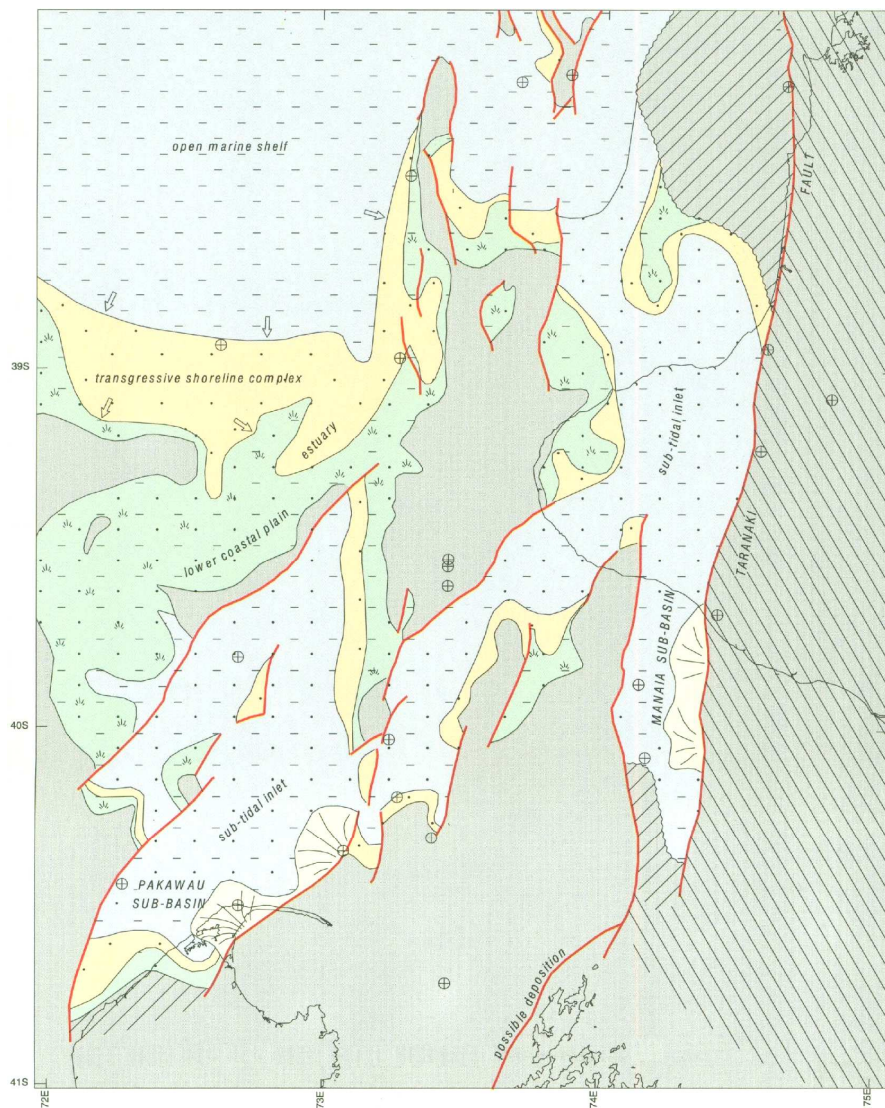 open marine shelf
FAULT
39S
transgressive shoreline complex
estuary
sub-tidal inlet
lower coastal plain
TARANAKI
MANAIA SUB-BASIN
40S
sub-tidal inlet
PAKAWAU
SUB-BASIN
possible deposition
41S
72E
73E
74E
75E